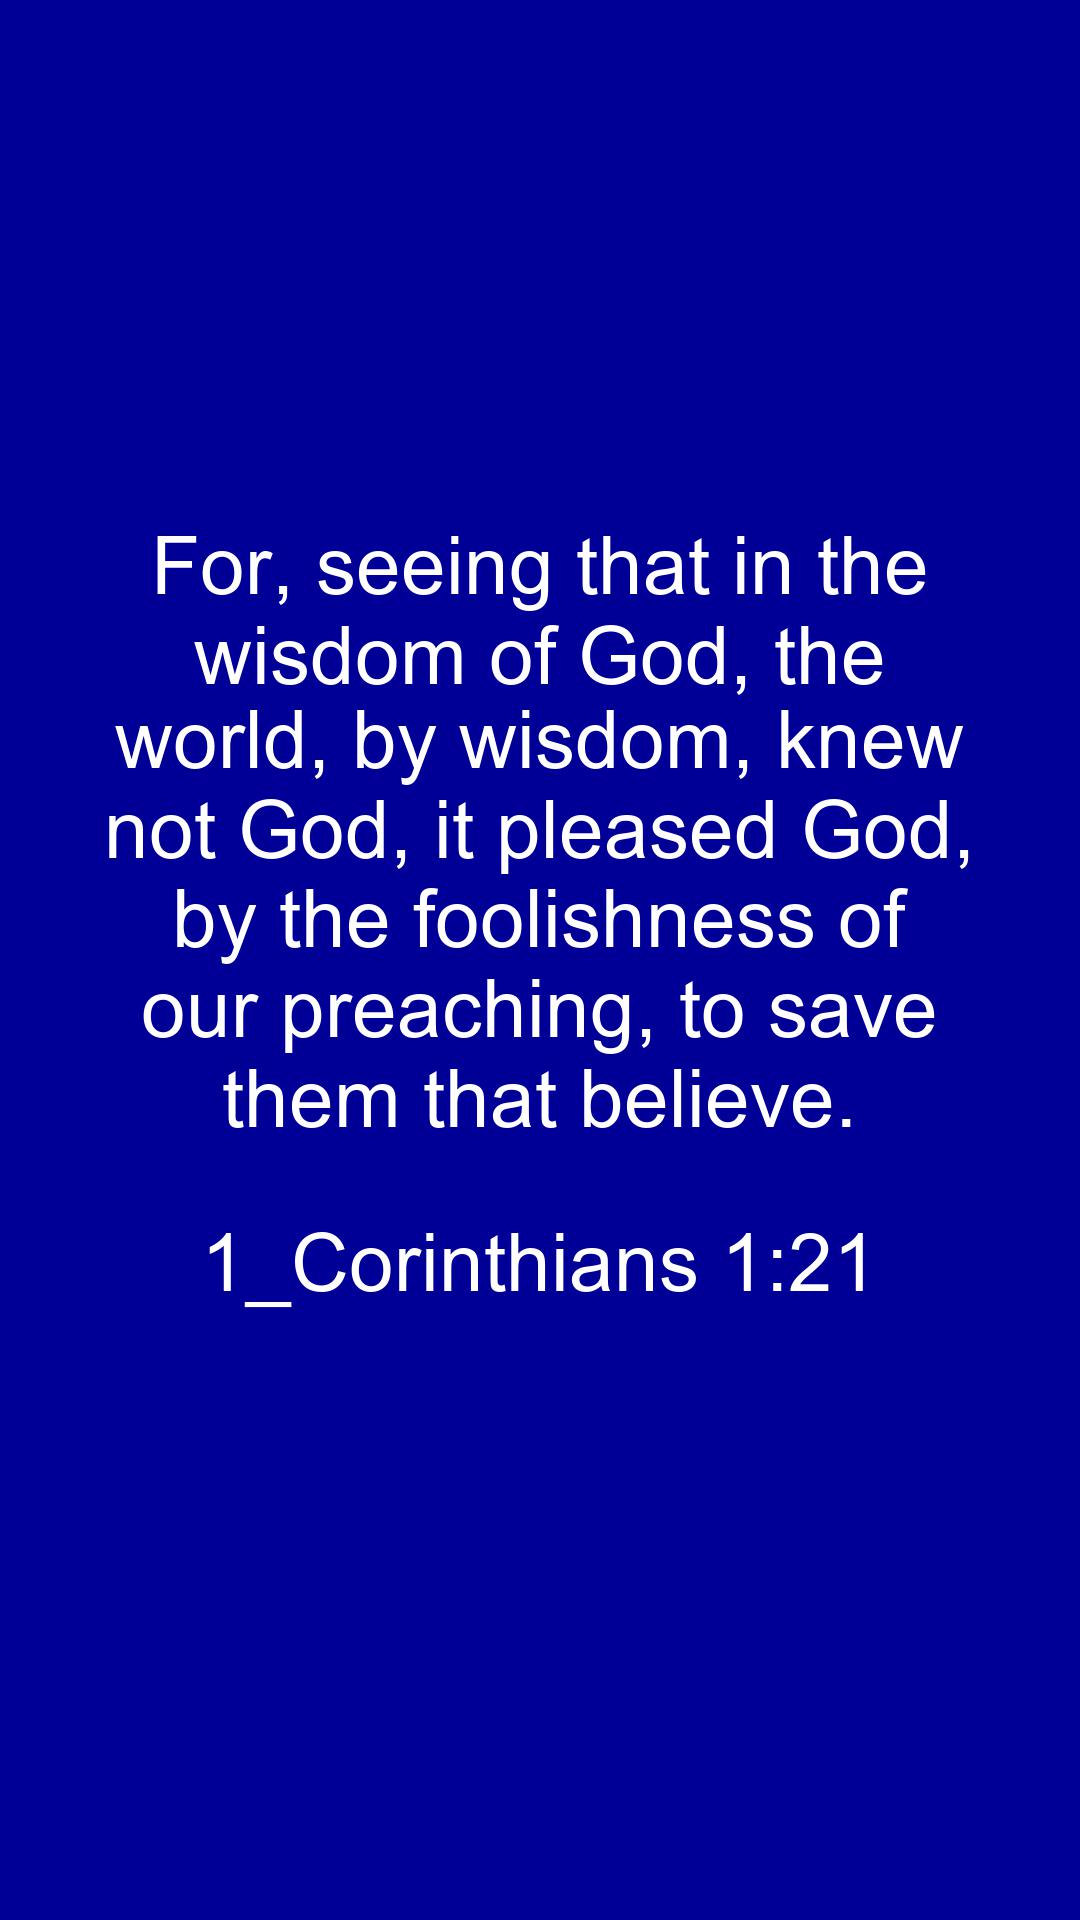 For, seeing that in the
wisdom of God, the
world, by wisdom, knew
not God, it pleased God,
by the foolishness of
our preaching, to save
them that believe.
1_Corinthians 1:21